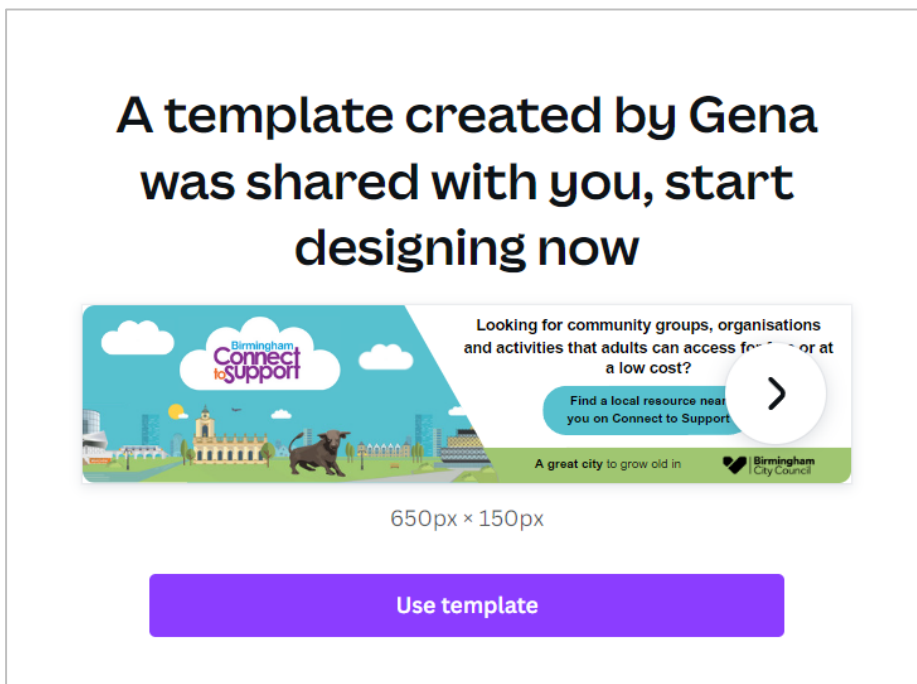 A template created by Gena
was shared with you, start
designing now
Birmingham
Connect
to Support
Looking for community groups, organisations
and activities that adults can access for or at
a low cost?
Find a local resource near
you on Connect to Support
A great city to grow old in
Birmingham
City Council
650px × 150px
Use template